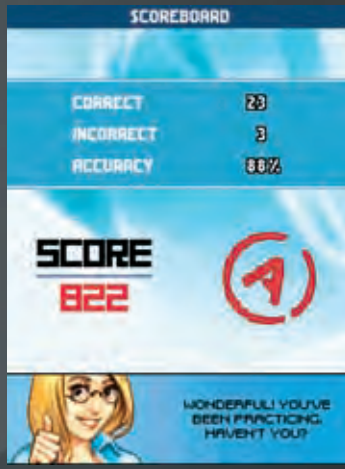 SCOREBOARD
CORRECT 23
INCORRECT 3
ACCURACY 88%
SCORE
822
A
WONDERFUL! YOU'VE
BEEN PRACTICING,
HAVEN'T YOU?